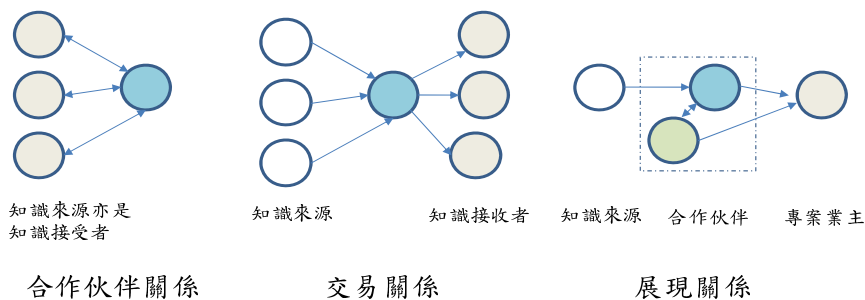 知識來源亦是
知識接受者
知識來源
知識接收者
知識來源
合作伙伴
專案業主
合作伙伴關係
交易關係
展現關係